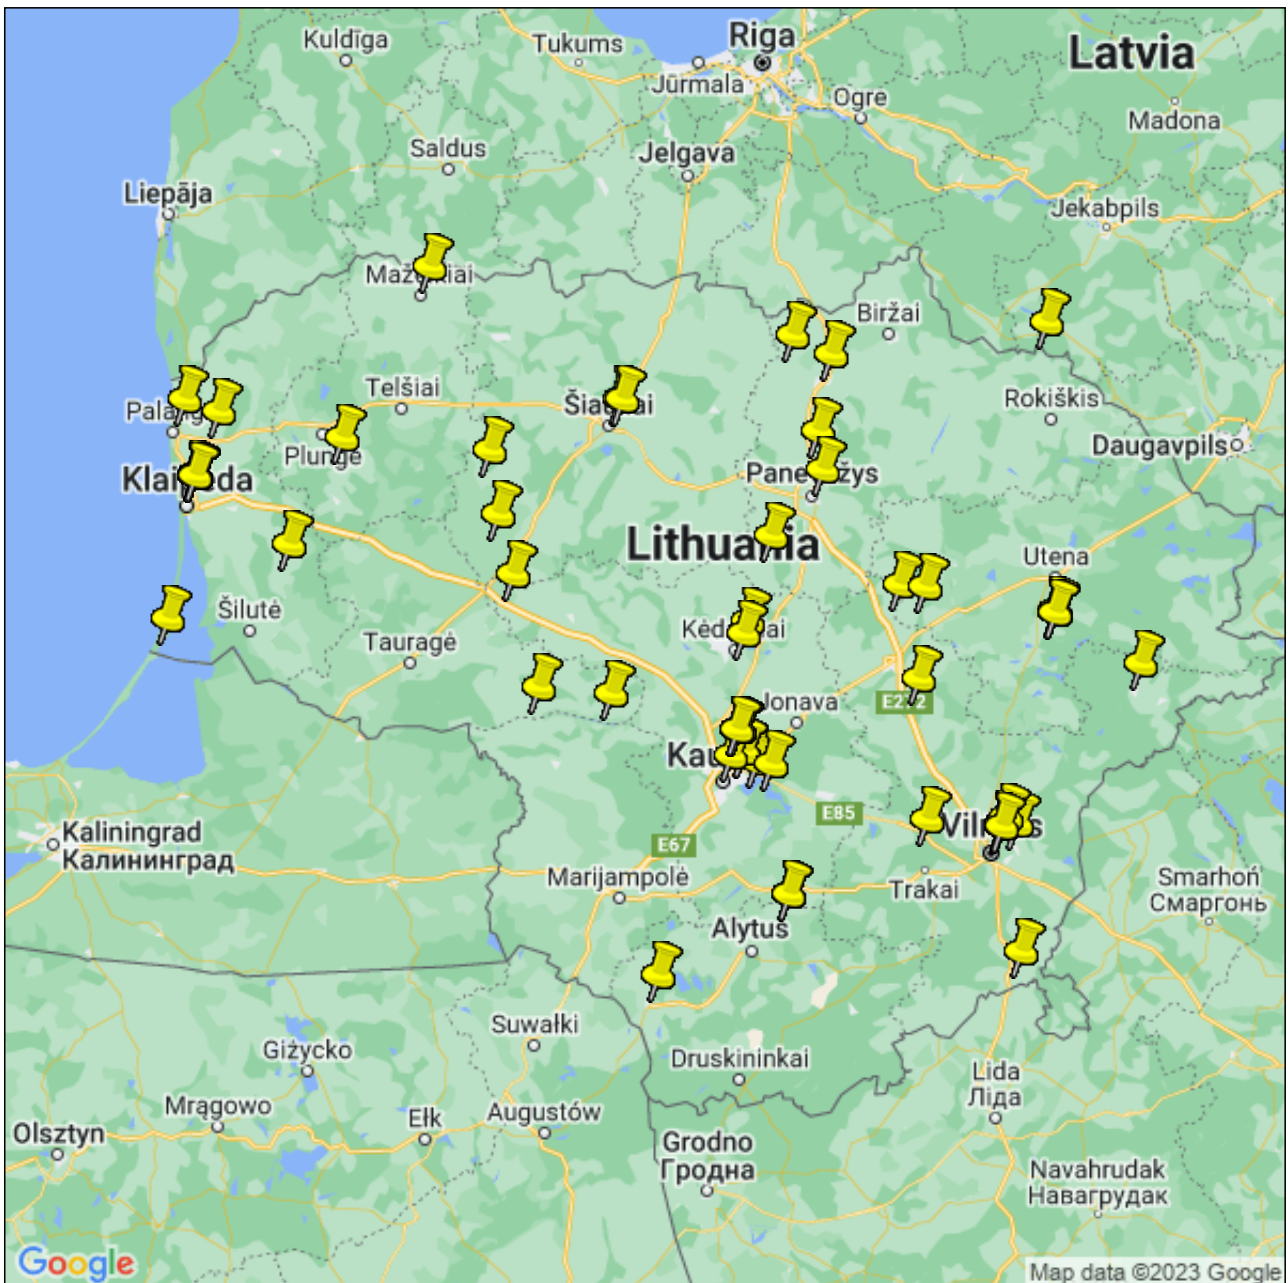 Kuldīga
Tukums
Riga
Latvia
Jūrmala
Ogre
Madona
Saldus
Jelgava
Liepāja
Jekabpils
Biržai
Telšiai
Rokiškis
Daugavpils
Plungė
Lithuania
Utena
Šilutė
Tauragė
Jonava
E85
E67
Kaliningrad
Калининград
Marijampolė
Trakai
Smarhoń
Смаргонь
Alytus
Suwałki
Giżycko
Druskininkai
Lida
Ліда
Mrągowo
Ełk
Augustów
Olsztyn
Grodno
Гродна
Navahrudak
Навагрудак
Google
Map data ©2023 Google